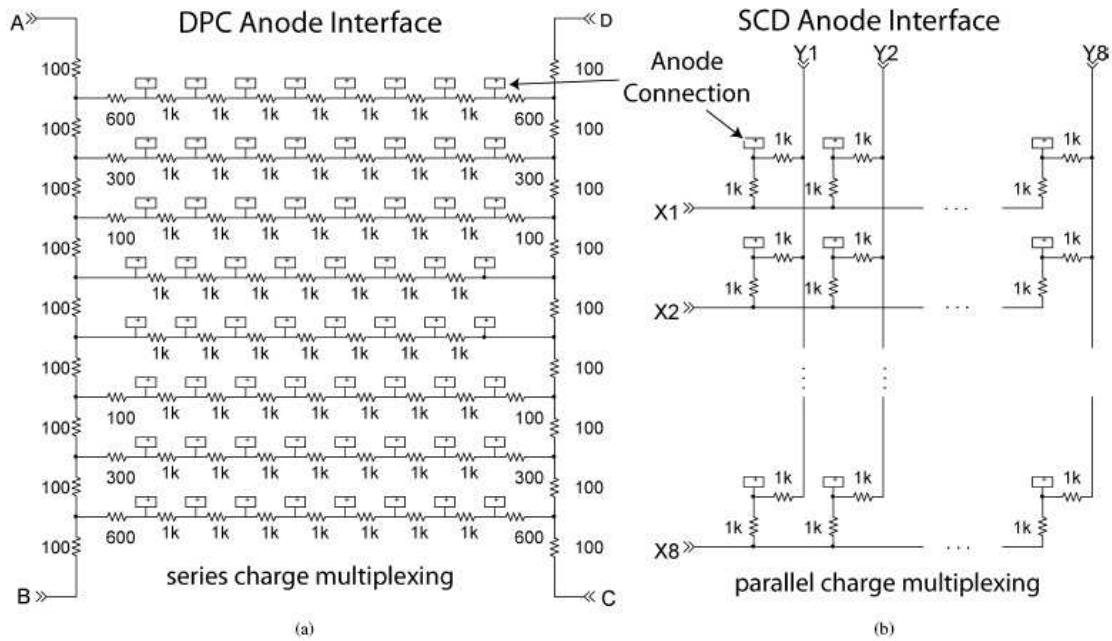 DPC Anode Interface
A
D
100 100
600 1k 1k 1k 1k 1k 1k 1k 600
100 100
300 1k 1k 1k 1k 1k 1k 1k 300
100 100
100 1k 1k 1k 1k 1k 1k 1k 100
100 100
1k 1k 1k 1k 1k 1k 1k
100 100
1k 1k 1k 1k 1k 1k 1k
100 100
100 1k 1k 1k 1k 1k 1k 1k 100
100 100
300 1k 1k 1k 1k 1k 1k 1k 300
100 100
600 1k 1k 1k 1k 1k 1k 1k 600
100 100
series charge multiplexing
B
C
(a)
SCD Anode Interface
Y1 Y2 Y8
Anode
Connection
1k 1k 1k
1k 1k 1k
X1 . . .
1k 1k 1k
1k 1k 1k
X2 . . .
1k 1k 1k
1k 1k 1k
X8 . . .
parallel charge multiplexing
(b)